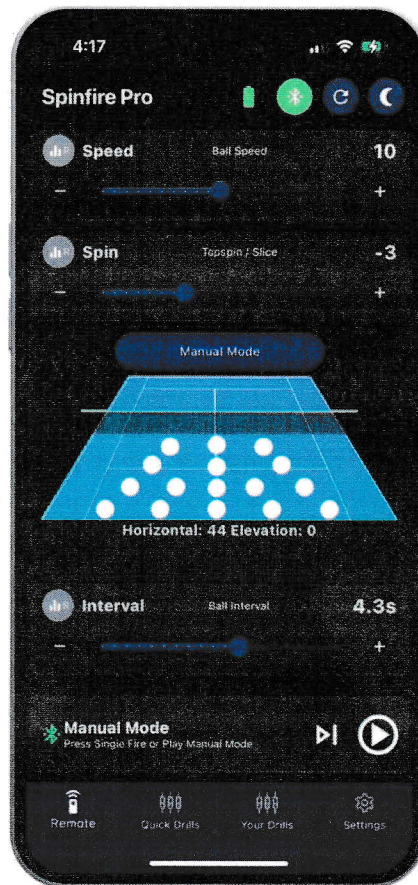 4:17
Spinfire Pro
Speed Ball Speed 10
- +
Spin Topspin / Slice -3
- +
Manual Mode
Horizontal: 44 Elevation: 0
Interval Ball Interval 4.3s
- +
Manual Mode
Press Single Fire or Play Manual Mode
Remote Quick Drills Your Drills Settings